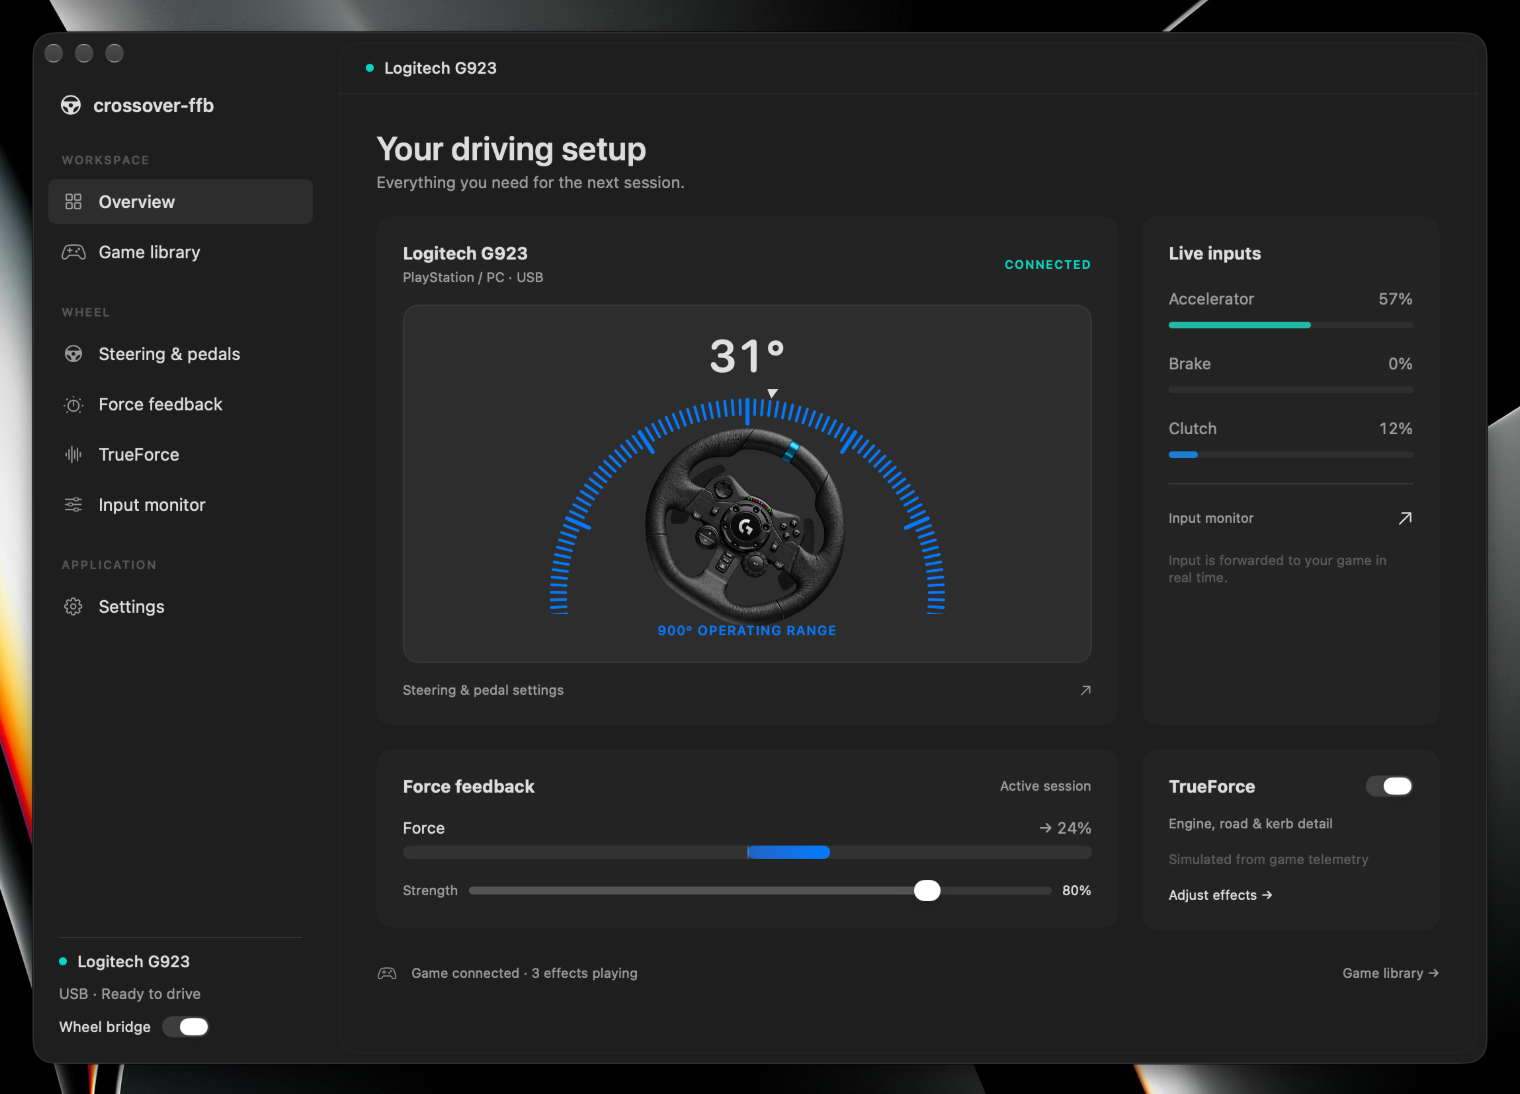 Logitech G923
crossover-ffb
WORKSPACE
Overview
Game library
WHEEL
Steering & pedals
Force feedback
TrueForce
Input monitor
APPLICATION
Settings
Logitech G923
USB · Ready to drive
Wheel bridge
Your driving setup
Everything you need for the next session.
Logitech G923
PlayStation / PC · USB
CONNECTED
31°
900° OPERATING RANGE
Steering & pedal settings ↗
Live inputs
Accelerator 57%
Brake 0%
Clutch 12%
Input monitor ↗
Input is forwarded to your game in
real time.
Force feedback Active session
Force → 24%
Strength 80%
TrueForce
Engine, road & kerb detail
Simulated from game telemetry
Adjust effects →
Game connected · 3 effects playing
Game library →